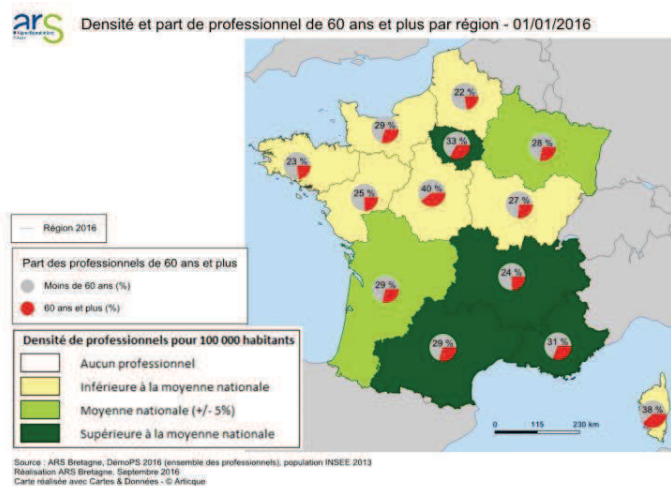 ars
Densité et part de professionnel de 60 ans et plus par région - 01/01/2016
22 %
29 %
33 %
28 %
23 %
25 %
40 %
27 %
Région 2016
Part des professionnels de 60 ans et plus
Moins de 60 ans (%)
60 ans et plus (%)
24 %
29 %
29 %
31 %
38 %
Densité de professionnels pour 100 000 habitants
Aucun professionnel
Inférieure à la moyenne nationale
Moyenne nationale (+/- 5%)
Supérieure à la moyenne nationale
0 115 230 km
Source : ARS Bretagne, DémoPS 2016 (ensemble des professionnels), population INSEE 2013
Réalisation ARS Bretagne, Septembre 2016
Carte réalisée avec Cartes & Données - © Articque